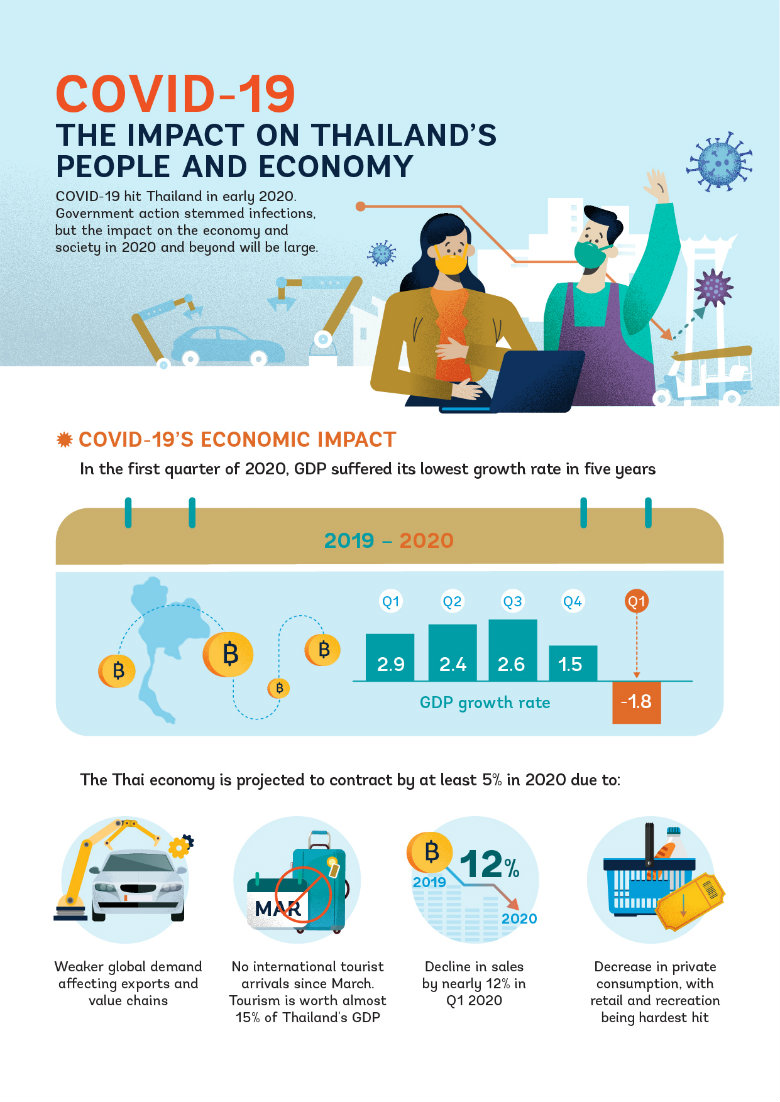 COVID-19
THE IMPACT ON THAILAND'S
PEOPLE AND ECONOMY
COVID-19 hit Thailand in early 2020.
Government action stemmed infections,
but the impact on the economy and
society in 2020 and beyond will be large.
COVID-19'S ECONOMIC IMPACT
In the first quarter of 2020, GDP suffered its lowest growth rate in five years
2019 – 2020
Q1 Q2 Q3 Q4 Q1
฿ ฿ ฿ ฿
2.9 2.4 2.6 1.5
-1.8
GDP growth rate
The Thai economy is projected to contract by at least 5% in 2020 due to:
MAR
฿ 12%
2019
2020
Weaker global demand
affecting exports and
value chains
No international tourist
arrivals since March.
Tourism is worth almost
15% of Thailand's GDP
Decline in sales
by nearly 12% in
Q1 2020
Decrease in private
consumption, with
retail and recreation
being hardest hit